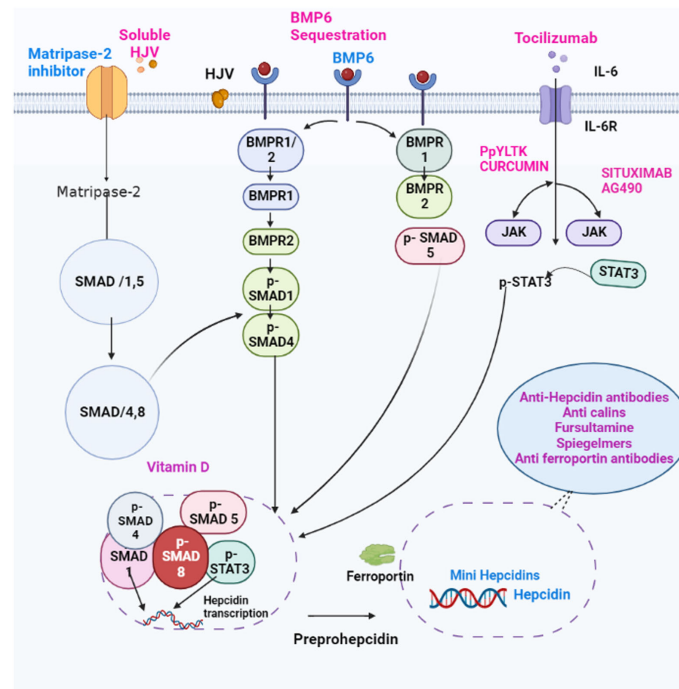 BMP6
Sequestration
Soluble
HJV
Tocilizumab
Matripase-2
inhibitor
BMP6
HJV
IL-6
IL-6R
BMPR1/
2
BMPR
1
PpYLTK
CURCUMIN
SITUXIMAB
AG490
Matripase-2
BMPR1
BMPR
2
JAK
JAK
BMPR2
p- SMAD
5
SMAD /1,5
p-
SMAD1
p-STAT3
STAT3
p-
SMAD4
SMAD/4,8
Anti-Hepcidin antibodies
Anti calins
Fursultamine
Spiegelmers
Anti ferroportin antibodies
Vitamin D
p-
SMAD
4
p-
SMAD 5
SMAD
1
p-
SMAD
8
p-
STAT3
Hepcidin
transcription
Ferroportin
Mini Hepcidins
Hepcidin
Preprohepcidin